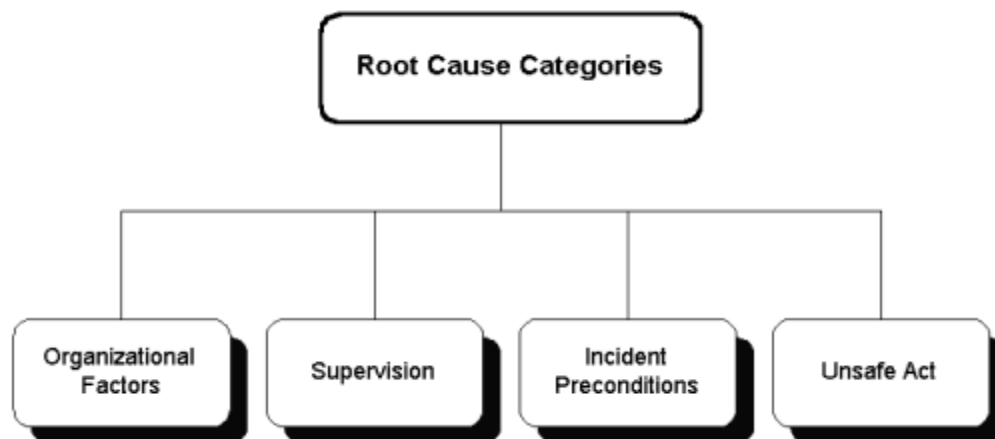 Root Cause Categories
Organizational
Factors
Supervision
Incident
Preconditions
Unsafe Act